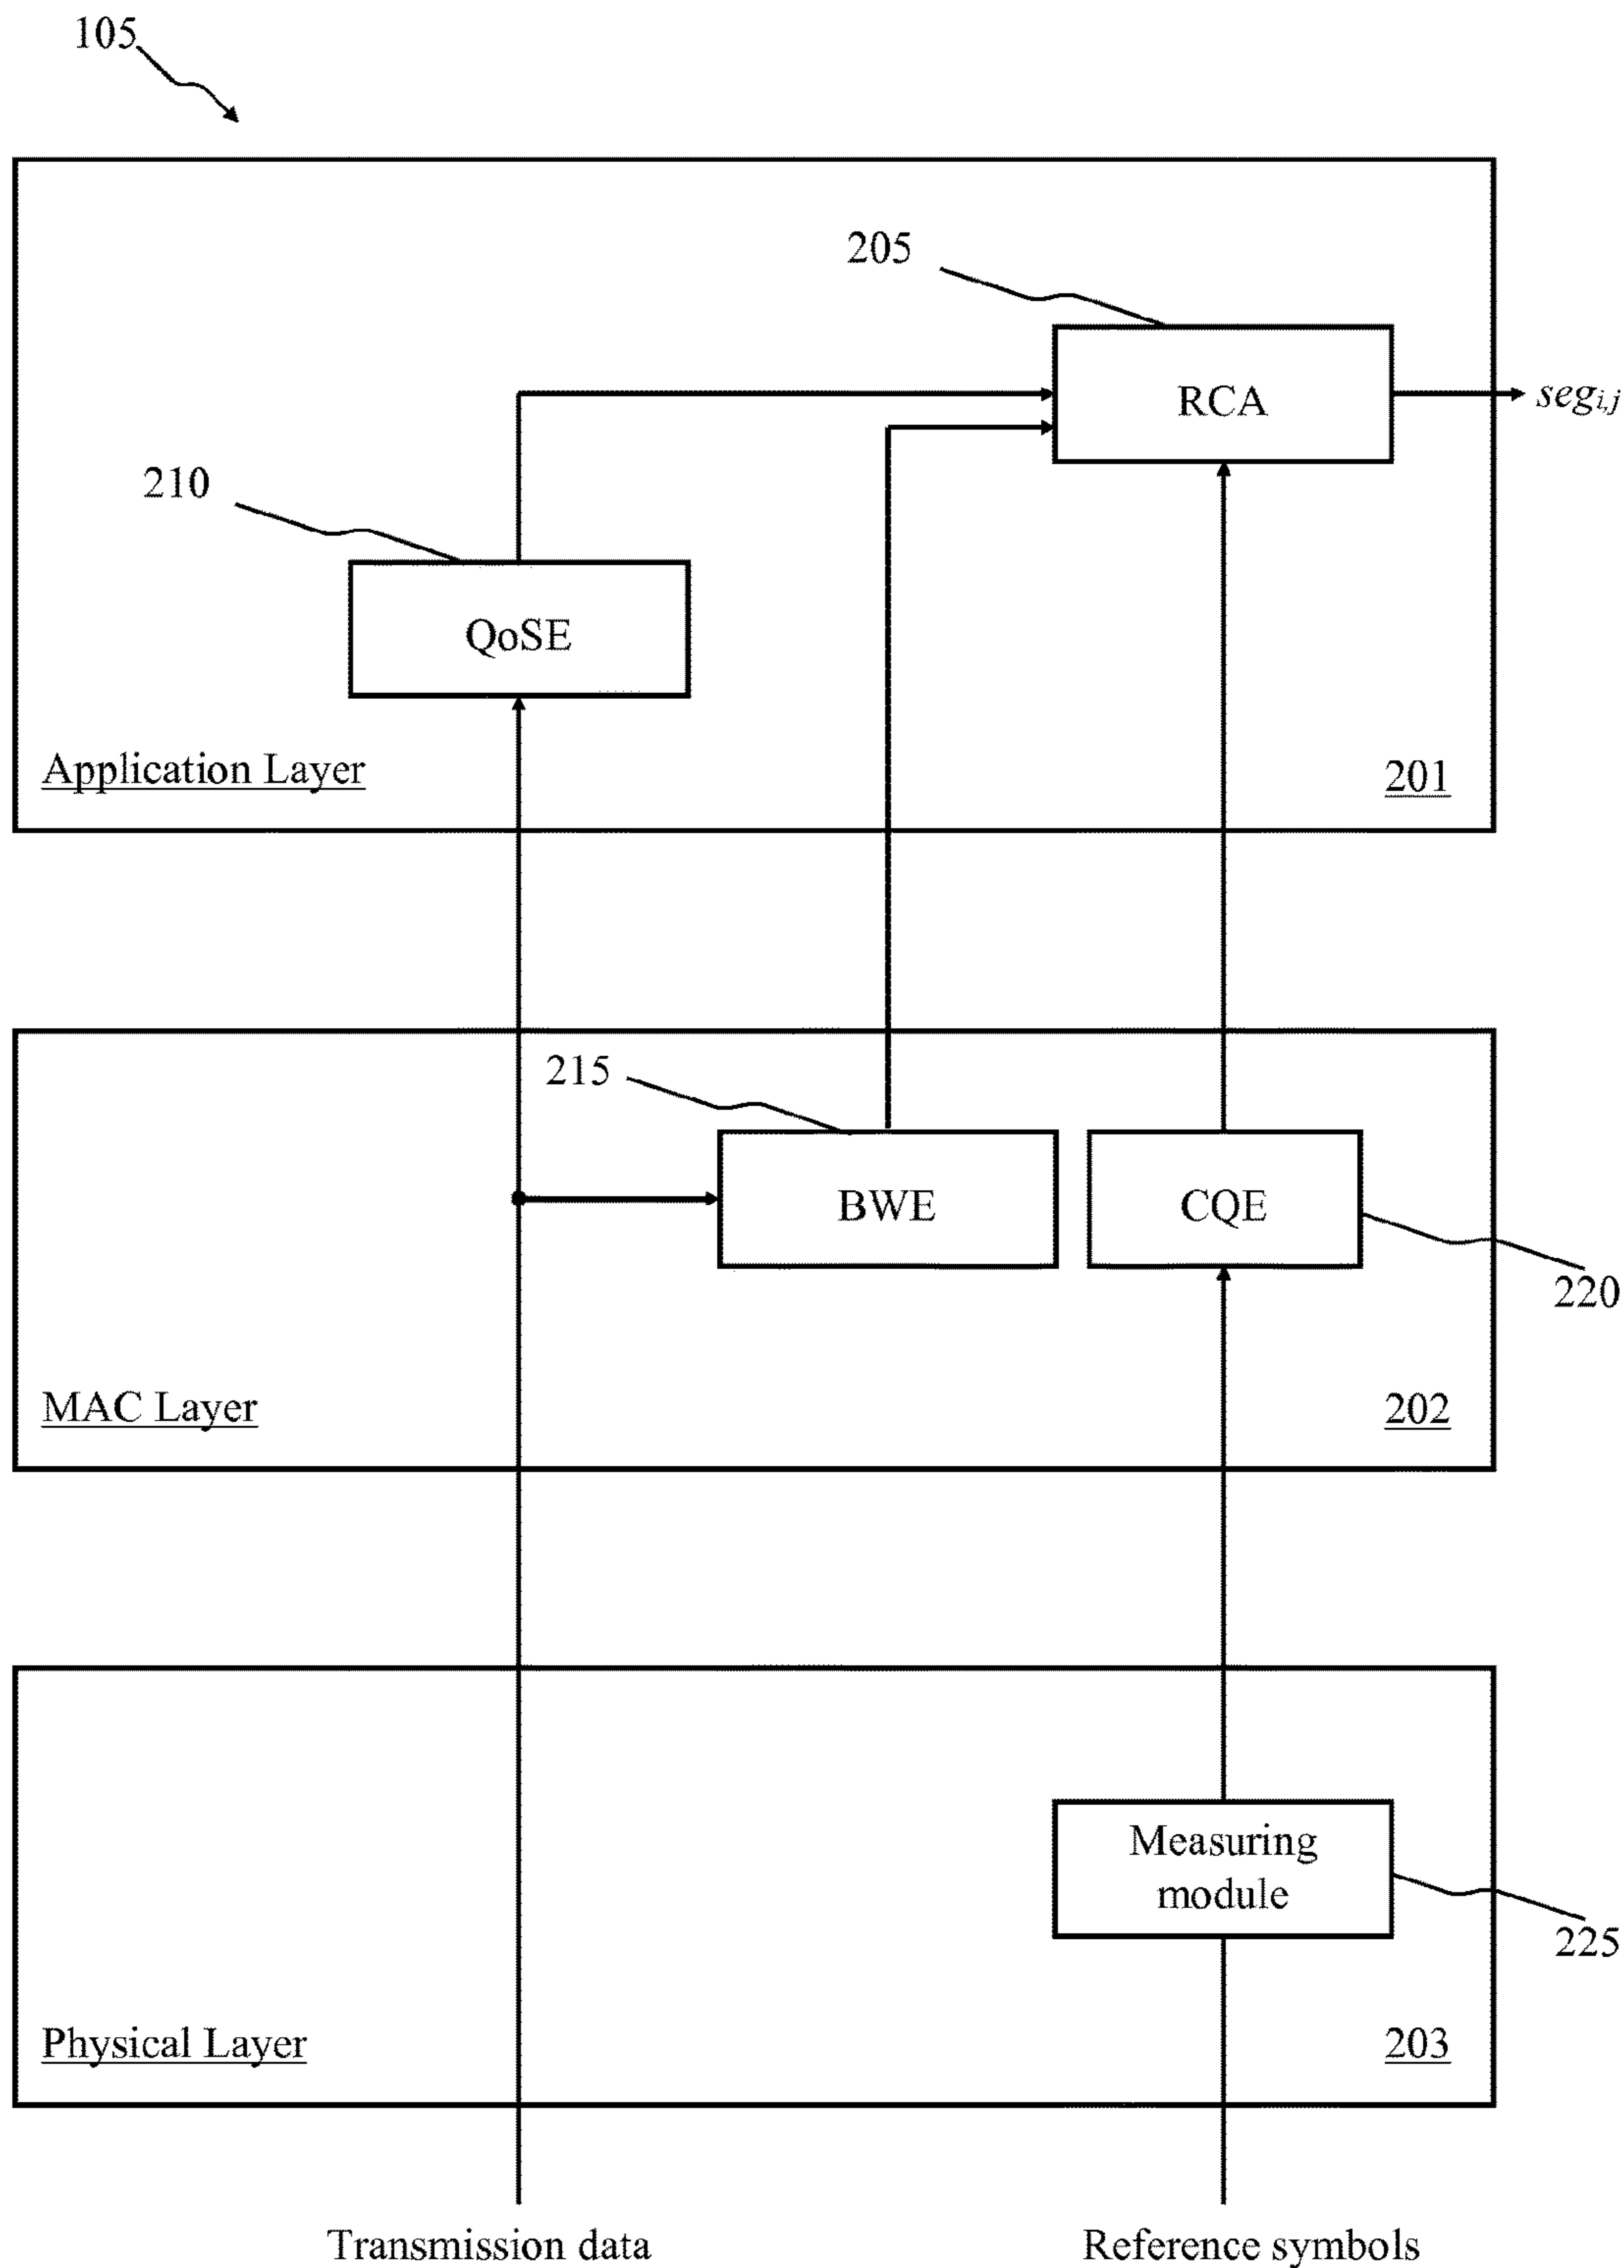 105
205
RCA
segi,j
210
QoSE
Application Layer
201
215
BWE
CQE
220
MAC Layer
202
Measuring
module
225
Physical Layer
203
Transmission data
Reference symbols